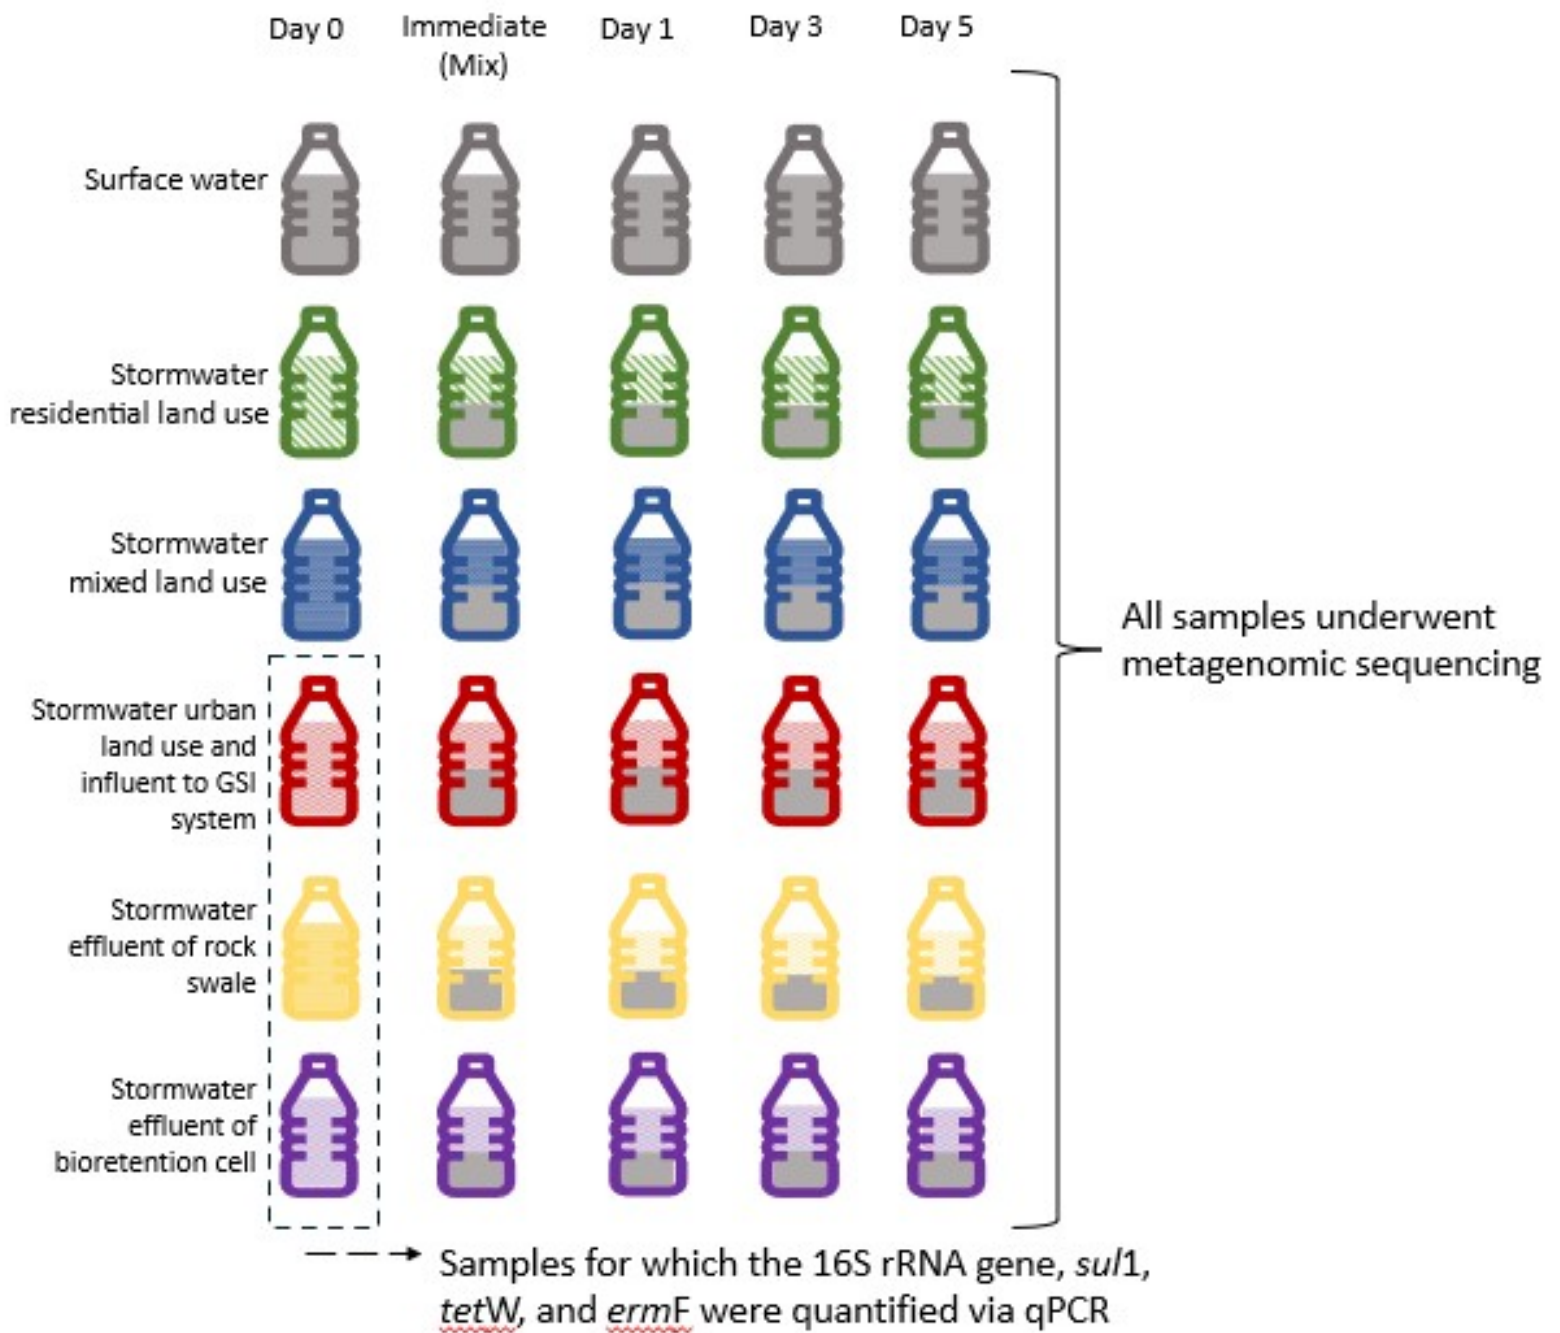 Day 0
Immediate
(Mix)
Day 1
Day 3
Day 5
Surface water
Stormwater
residential land use
Stormwater
mixed land use
Stormwater urban
land use and
influent to GSI
system
Stormwater
effluent of rock
swale
Stormwater
effluent of
bioretention cell
All samples underwent
metagenomic sequencing
Samples for which the 16S rRNA gene, sul1,
tetW, and ermF were quantified via qPCR